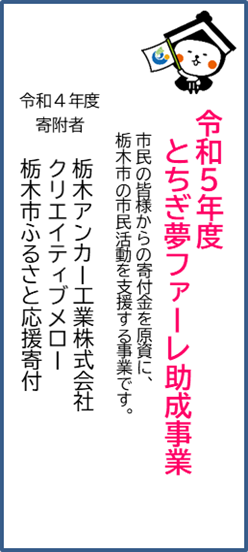 令和５年度
とちぎ夢ファーレ助成事業
市民の皆様からの寄付金を原資に、
栃木市の市民活動を支援する事業です。
令和４年度
寄附者
栃木アンカー工業株式会社
クリエイティブメロー
栃木市ふるさと応援寄付